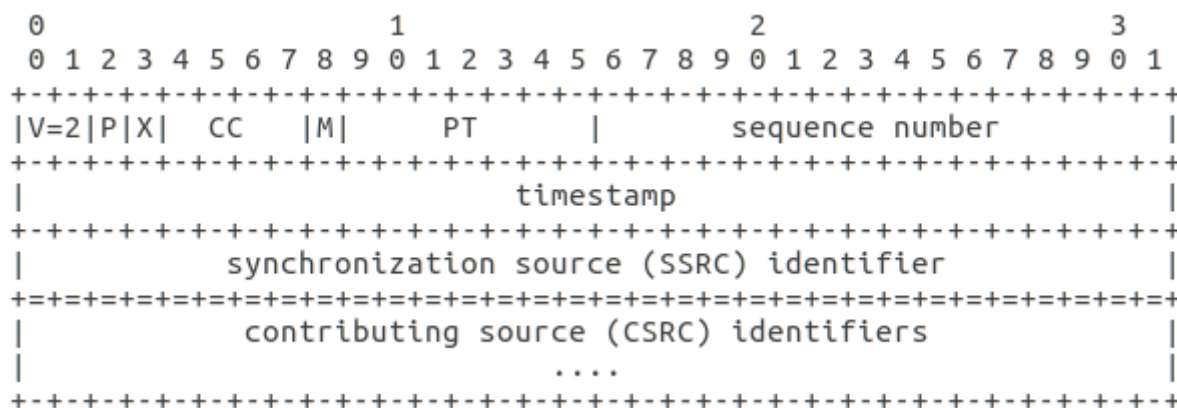 0                   1                   2                   3
 0 1 2 3 4 5 6 7 8 9 0 1 2 3 4 5 6 7 8 9 0 1 2 3 4 5 6 7 8 9 0 1
+-+-+-+-+-+-+-+-+-+-+-+-+-+-+-+-+-+-+-+-+-+-+-+-+-+-+-+-+-+-+-+-+
|V=2|P|X|  CC   |M|     PT      |       sequence number         |
+-+-+-+-+-+-+-+-+-+-+-+-+-+-+-+-+-+-+-+-+-+-+-+-+-+-+-+-+-+-+-+-+
|                           timestamp                           |
+-+-+-+-+-+-+-+-+-+-+-+-+-+-+-+-+-+-+-+-+-+-+-+-+-+-+-+-+-+-+-+-+
|           synchronization source (SSRC) identifier            |
+=+=+=+=+=+=+=+=+=+=+=+=+=+=+=+=+=+=+=+=+=+=+=+=+=+=+=+=+=+=+=+=+
|            contributing source (CSRC) identifiers             |
|                             ....                              |
+-+-+-+-+-+-+-+-+-+-+-+-+-+-+-+-+-+-+-+-+-+-+-+-+-+-+-+-+-+-+-+-+